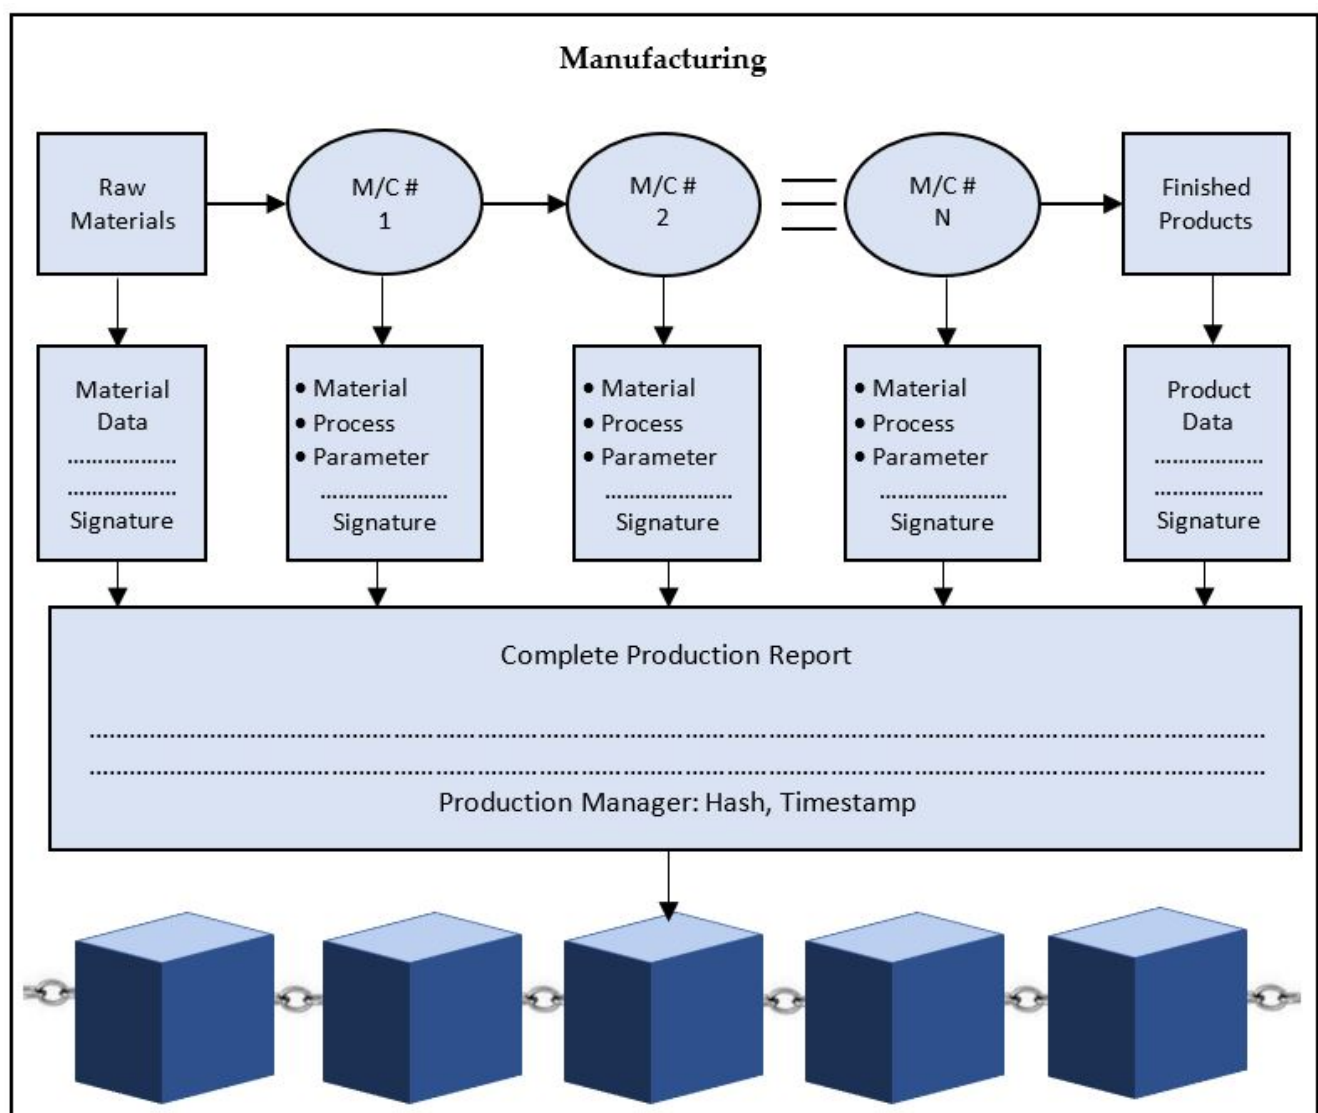 Manufacturing
Raw
Materials
M/C #
1
M/C #
2
M/C #
N
Finished
Products
Material
Data
....................
....................
Signature
• Material
• Process
• Parameter
.......................
Signature
• Material
• Process
• Parameter
.......................
Signature
• Material
• Process
• Parameter
.......................
Signature
Product
Data
....................
....................
Signature
Complete Production Report
........................................................................................................................
........................................................................................................................
Production Manager: Hash, Timestamp